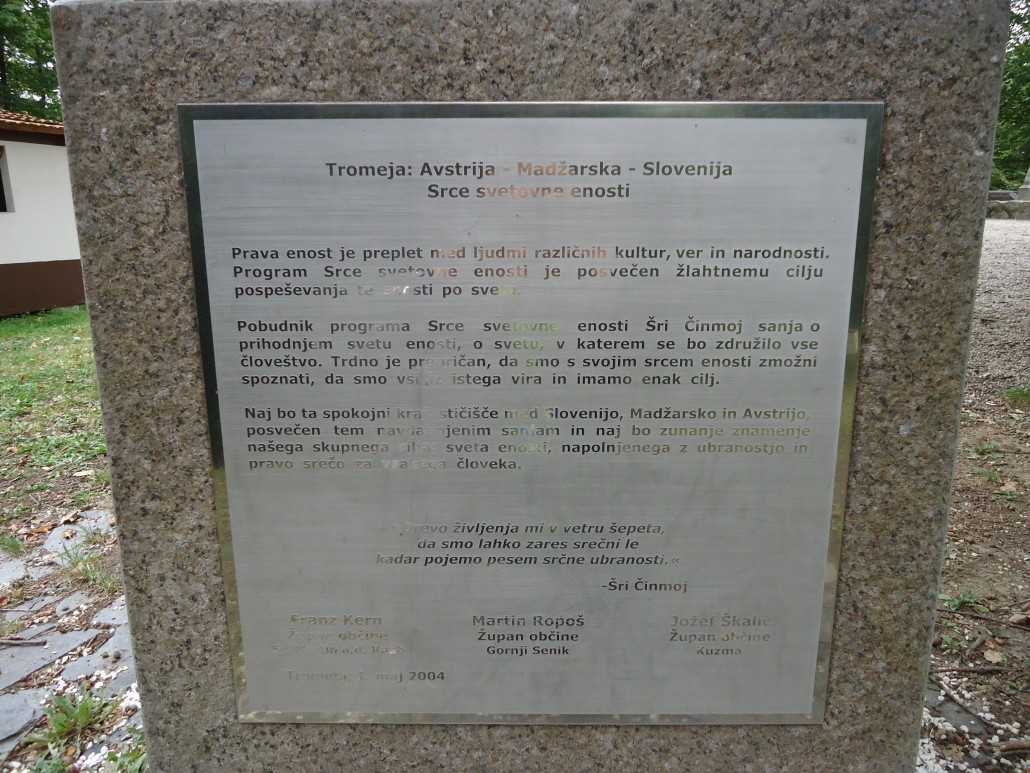 Tromeja: Avstrija - Madžarska - Slovenija
Srce svetovne enosti
Prava enost je preplet med ljudmi različnih kultur, ver in narodnosti.
Program Srce svetovne enosti je posvečen žlahtnemu cilju
pospeševanja te enosti po svetu.
Pobudnik programa Srce svetovne enosti Šri Činmoj sanja o
prihodnjem svetu enosti, o svetu, v katerem se bo združilo vse
človeštvo. Trdno je prepričan, da smo s svojim srcem enosti zmožni
spoznati, da smo vsi iz istega vira in imamo enak cilj.
Naj bo ta spokojni kraj, stičišče med Slovenijo, Madžarsko in Avstrijo,
posvečen tem navdahnjenim sanjam in naj bo zunanje znamenje
našega skupnega cilja: sveta enosti, napolnjenega z ubranostjo in
pravo srečo za vsakega človeka.
življenja mi v vetru šepeta,
da smo lahko zares srečni le
kadar pojemo pesem srčne ubranosti.«
-Šri Činmoj
Franz Kern Martin Ropoš Jožef Škalič
Župan občine Župan občine Župan občine
a.d. Raab Gornji Senik Kuzma
Tromeja, 1. maj 2004